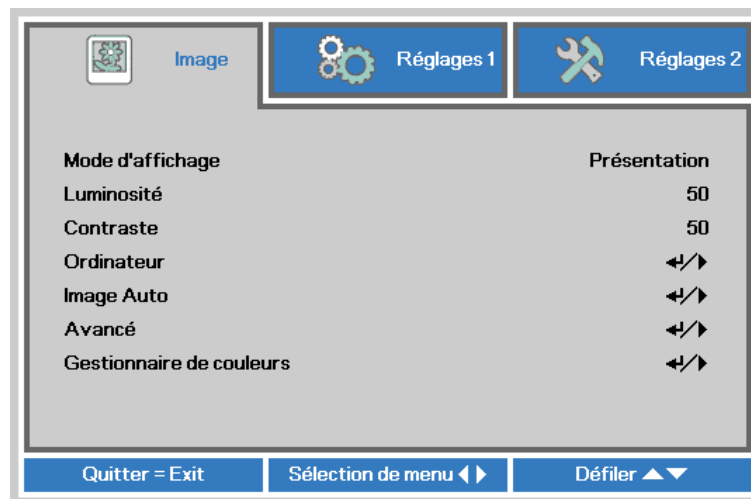 Image
Réglages 1
Réglages 2
Mode d'affichage Présentation
Luminosité 50
Contraste 50
Ordinateur
Image Auto
Avancé
Gestionnaire de couleurs
Quitter = Exit
Sélection de menu
Défiler